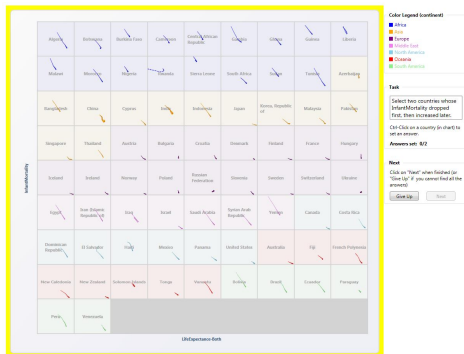 Algeria Botswana Burkina Faso Cameroon Central African Republic Gambia Ghana Guinea Liberia
Malawi Morocco Nigeria Rwanda Sierra Leone South Africa Sudan Tunisia Azerbaijan
Bangladesh China Cyprus India Indonesia Japan Korea, Republic of Malaysia Pakistan
Singapore Thailand Austria Bulgaria Croatia Denmark Finland France Hungary
Iceland Ireland Norway Poland Russian Federation Slovenia Sweden Switzerland Ukraine
Egypt Iran (Islamic Republic of) Iraq Israel Saudi Arabia Syrian Arab Republic Canada Costa Rica
Dominican Republic El Salvador Haiti Mexico Panama United States Australia Fiji French Polynesia
New Caledonia New Zealand Solomon Islands Tonga Vanuatu Bolivia Brazil Ecuador Paraguay
Peru Venezuela
InfantMortality
LifeExpectance-Both
Color Legend (continent)
Africa
Asia
Europe
Middle East
North America
Oceania
South America
Task
Select two countries whose
InfantMortality dropped
first, then increased later.
Ctrl-Click on a country (in chart) to
set an answer.
Answers set: 0/2
Next
Click on "Next" when finished (or
"Give Up" if you cannot find all the
answers)
Give Up Next